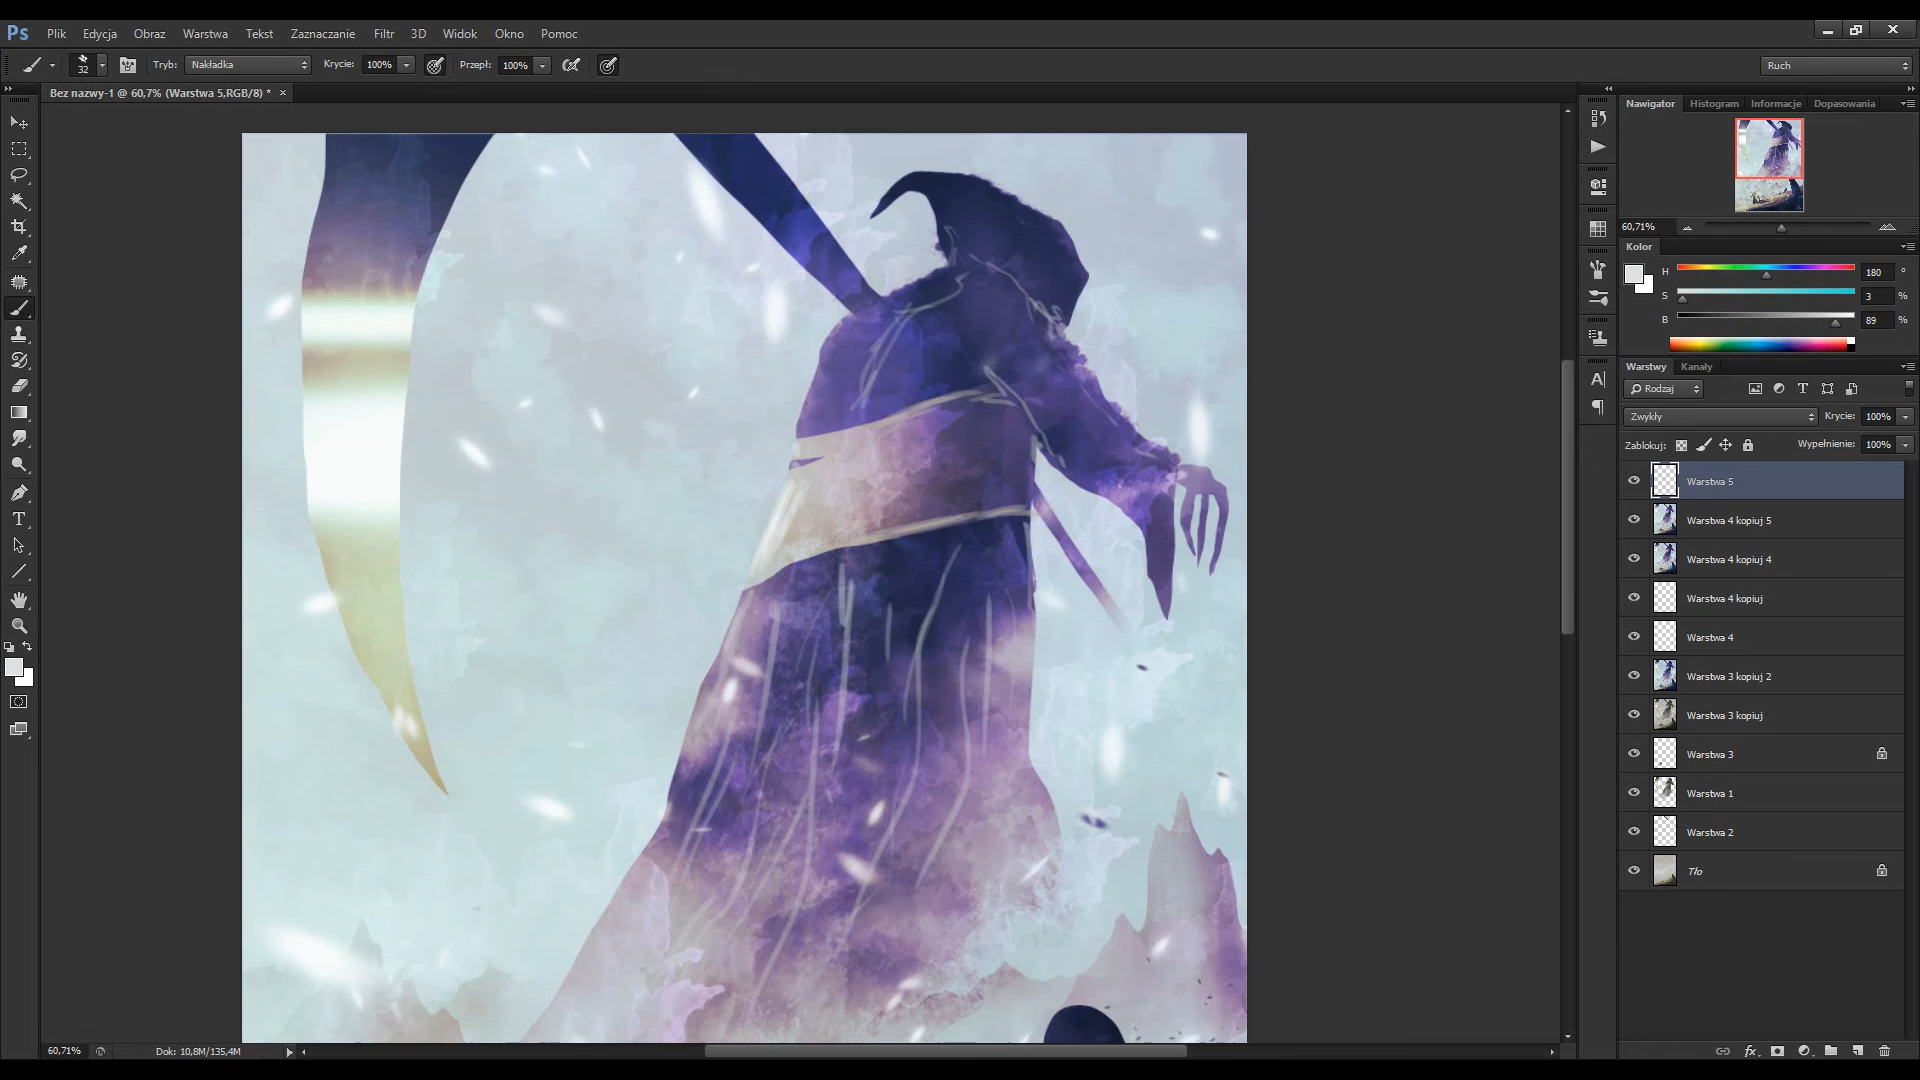 Ps Plik Edycja Obraz Warstwa Tekst Zaznaczanie Filtr 3D Widok Okno Pomoc
32 Tryb: Nakładka Krycie: 100% Przepł: 100% Ruch
Bez nazwy-1 @ 60,7% (Warstwa 5,RGB/8) * ×
Nawigator Histogram Informacje Dopasowania
60,71%
Kolor
H 180 °
S 3 %
B 89 %
Warstwy Kanały
Rodzaj
Zwykły Krycie: 100%
Zablokuj: Wypełnienie: 100%
Warstwa 5
Warstwa 4 kopiuj 5
Warstwa 4 kopiuj 4
Warstwa 4 kopiuj
Warstwa 4
Warstwa 3 kopiuj 2
Warstwa 3 kopiuj
Warstwa 3
Warstwa 1
Warstwa 2
Tło
60,71% Dok: 10,8M/135,4M
fx